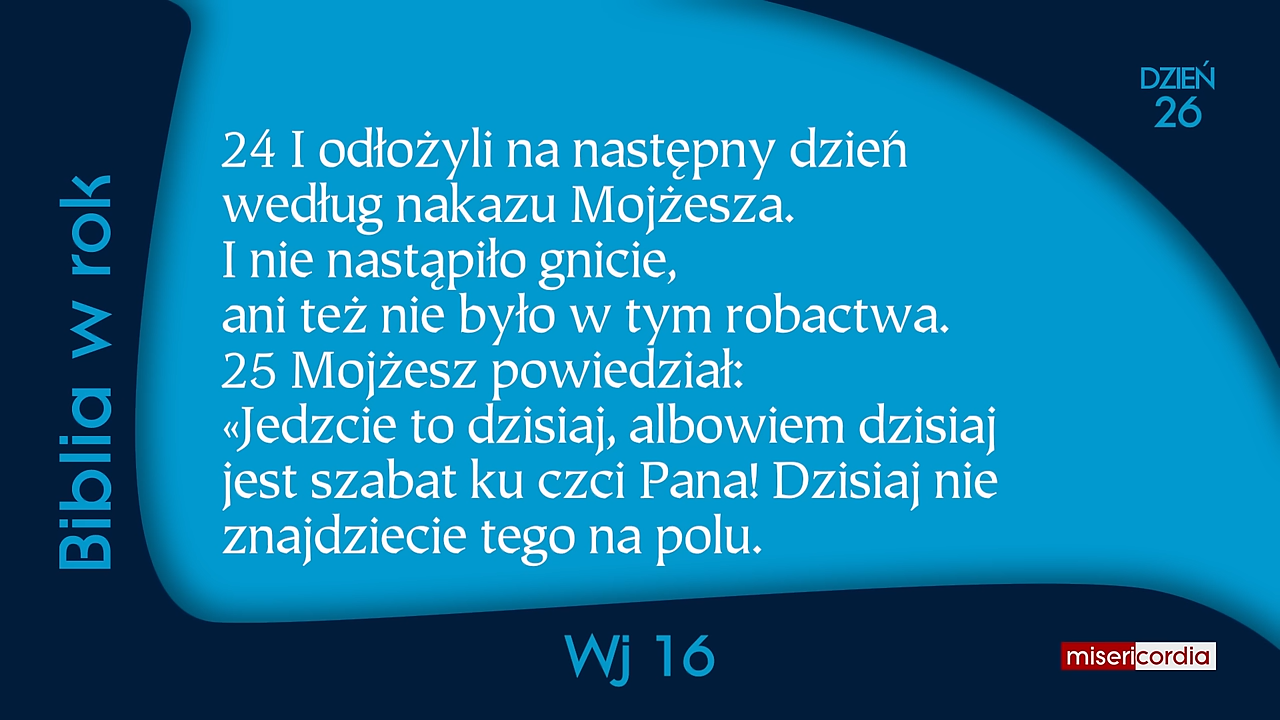 DZIEŃ
26
24 I odłożyli na następny dzień
według nakazu Mojżesza.
I nie nastąpiło gnicie,
ani też nie było w tym robactwa.
25 Mojżesz powiedział:
«Jedzcie to dzisiaj, albowiem dzisiaj
jest szabat ku czci Pana! Dzisiaj nie
znajdziecie tego na polu.
Biblia w rok
Wj 16
misericordia